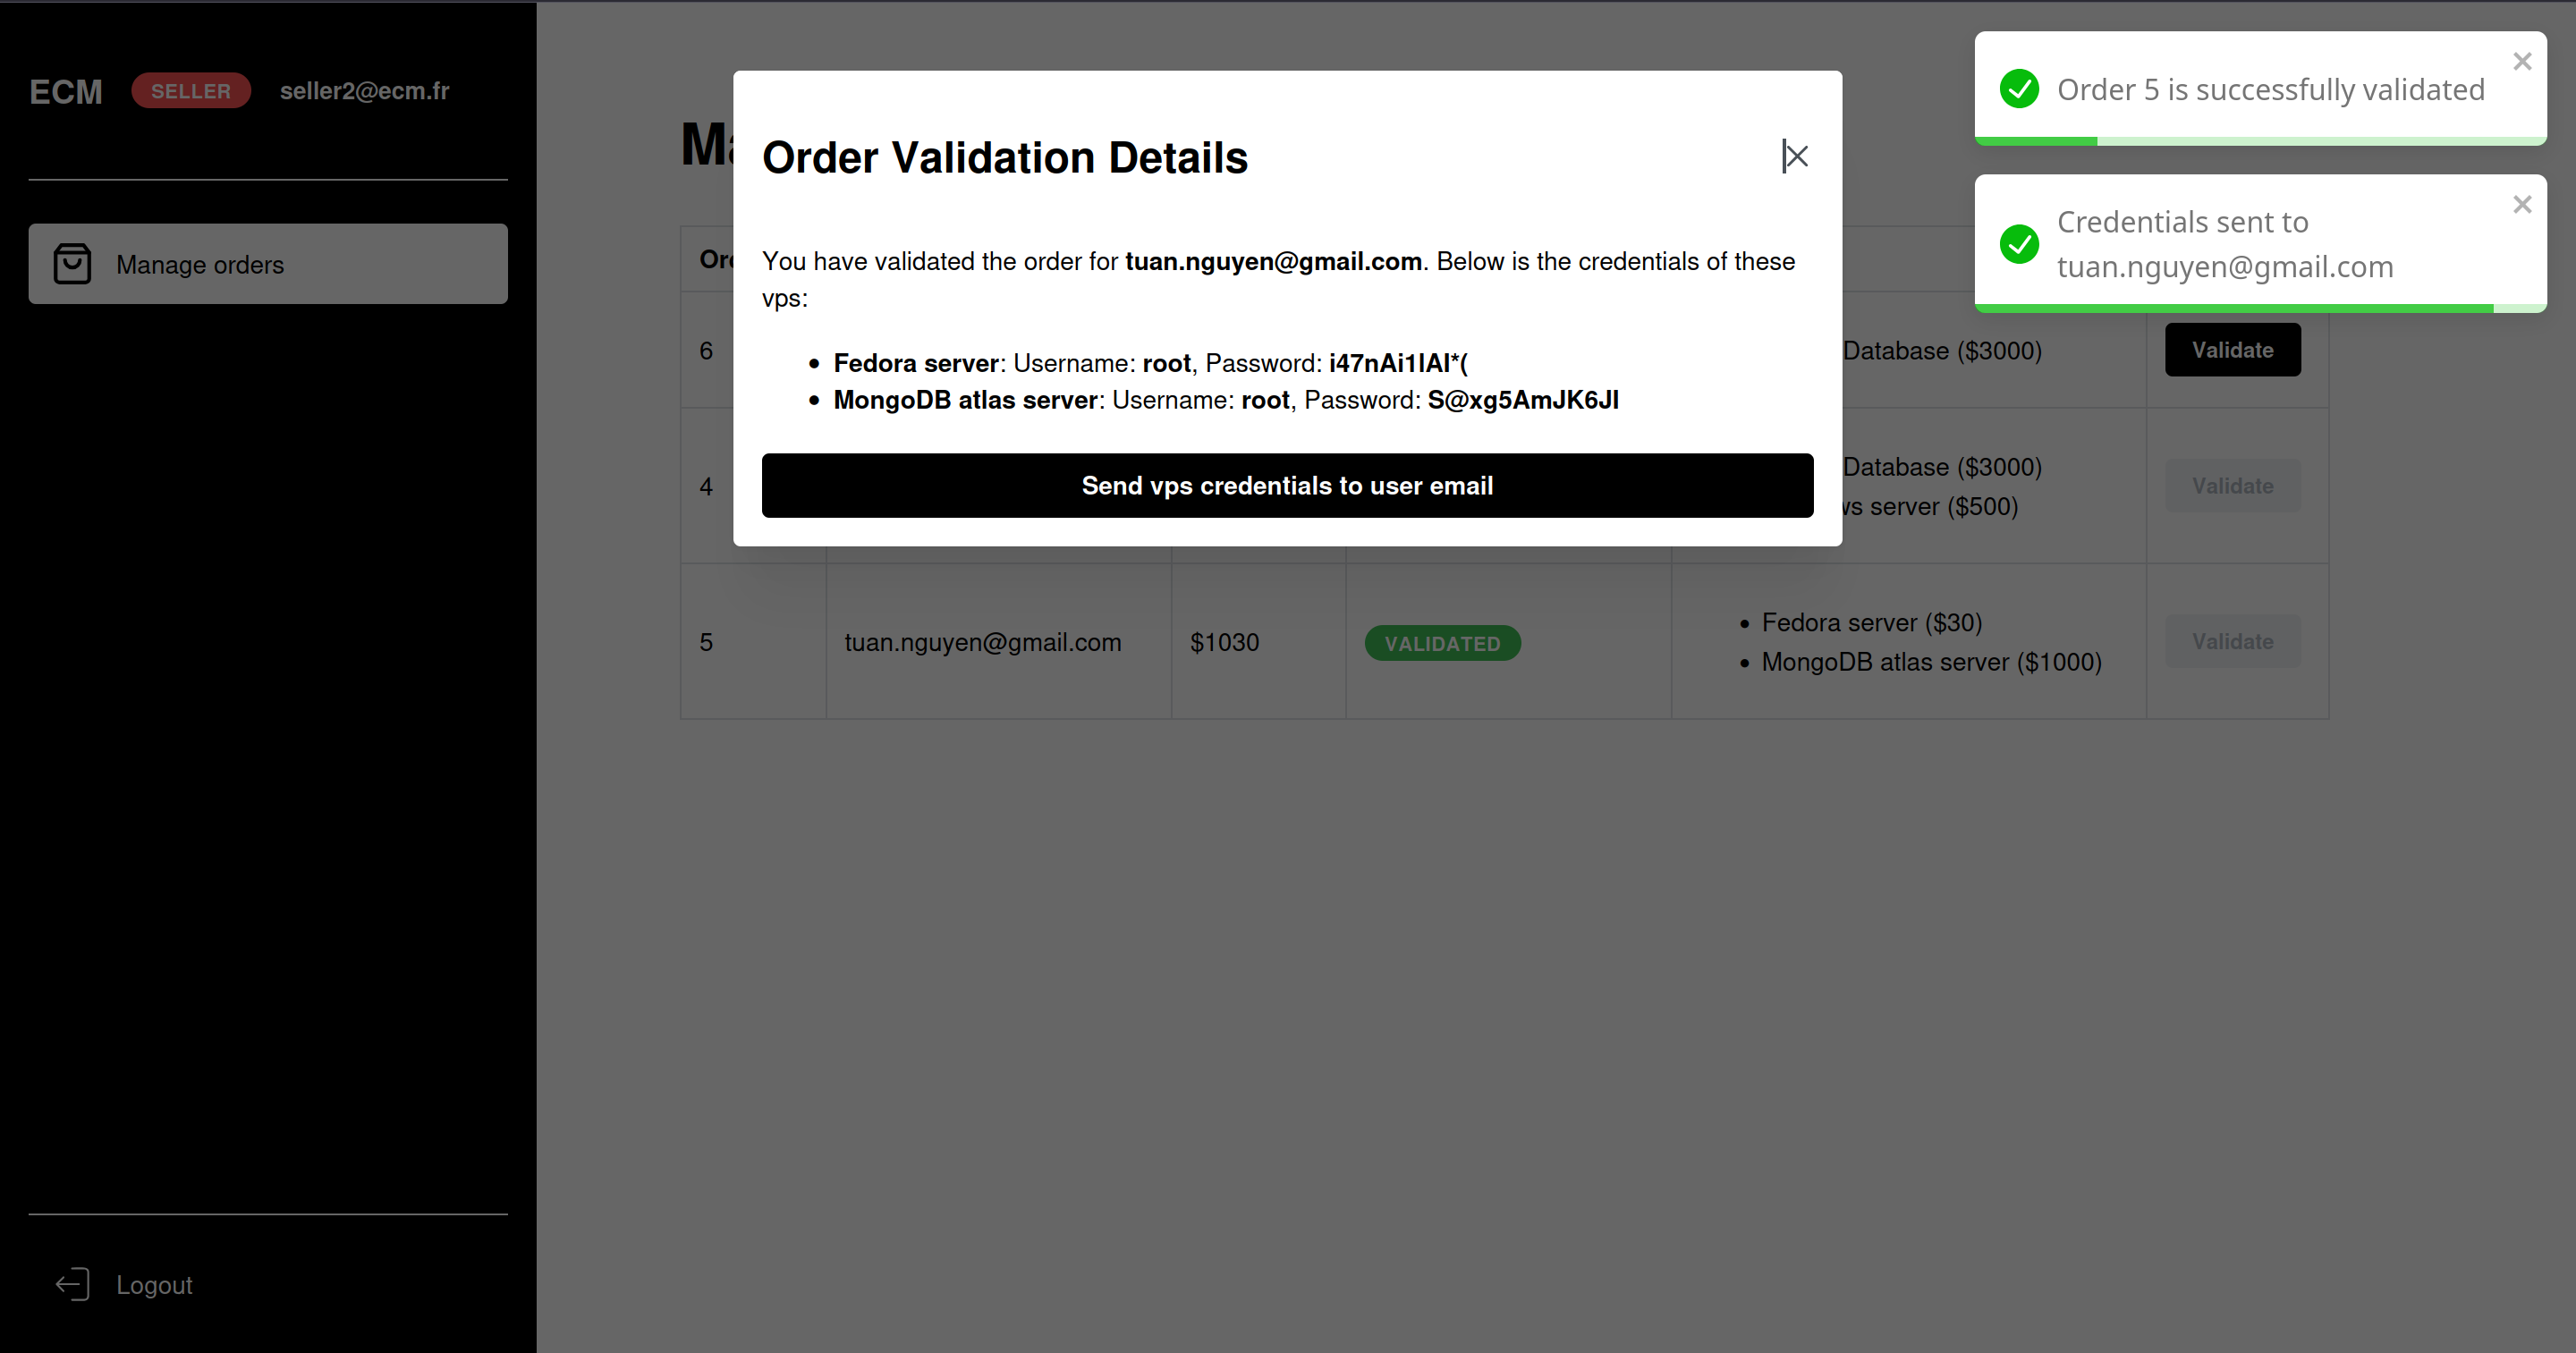 ECM SELLER seller2@ecm.fr
Manage orders
Logout
Order Validation Details
You have validated the order for tuan.nguyen@gmail.com. Below is the credentials of these
vps:
• Fedora server: Username: root, Password: i47nAi1lAI*(
• MongoDB atlas server: Username: root, Password: S@xg5AmJK6JI
Send vps credentials to user email
Order 5 is successfully validated
Credentials sent to
tuan.nguyen@gmail.com
6 Database ($3000) Validate
4 Database ($3000) Validate
server ($500)
5 tuan.nguyen@gmail.com $1030 VALIDATED • Fedora server ($30) Validate
• MongoDB atlas server ($1000)